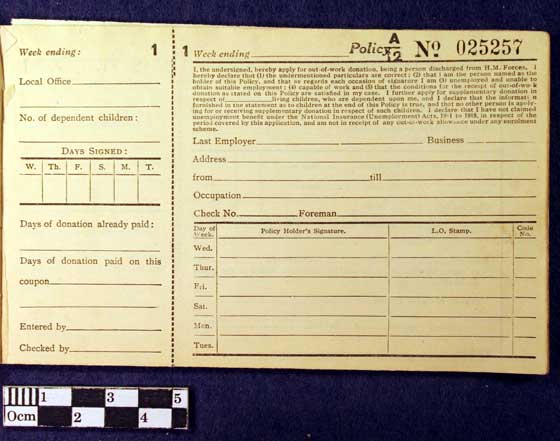 Week ending : 1
Local Office
No. of dependent children :
DAYS SIGNED :
W. Th. F. S. M. T.
Days of donation already paid :
Days of donation paid on this
coupon
Entered by
Checked by
1 Week ending Policy A/2 No 025257
I, the undersigned, hereby apply for out-of-work donation, being a person discharged from H.M. Forces. I
hereby declare that (1) the undermentioned particulars are correct; (2) that I am the person named as the
holder of this Policy, and that as regards each occasion of signature I am (3) unemployed and unable to
obtain suitable employment; (4) capable of work and (5) that the conditions for the receipt of out-of-work
donation as stated on this Policy are satisfied in my case. I further apply for supplementary donation in
respect of living children, who are dependent upon me, and I declare that the information
furnished in the statement as to children at the end of this Policy is true, and that no other person is apply-
ing for or receiving supplementary donation in respect of such children. I declare that I have not claimed
unemployment benefit under the National Insurance (Unemployment) Acts, 1911 to 1918, in respect of the
period covered by this application, and am not in receipt of any out-of-work allowance under any enrolment
scheme.
Last Employer Business
Address
from till
Occupation
Check No. Foreman
Day of Week. Policy Holder's Signature. L.O. Stamp. Code No.
Wed.
Thur.
Fri.
Sat.
Mon.
Tues.
1 3 5
0cm 2 4